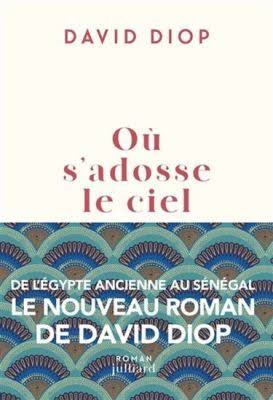 DAVID DIOP
Où
s'adosse
le ciel
DE L'ÉGYPTE ANCIENNE AU SÉNÉGAL
LE NOUVEAU ROMAN
DE DAVID DIOP
ROMAN
julliard